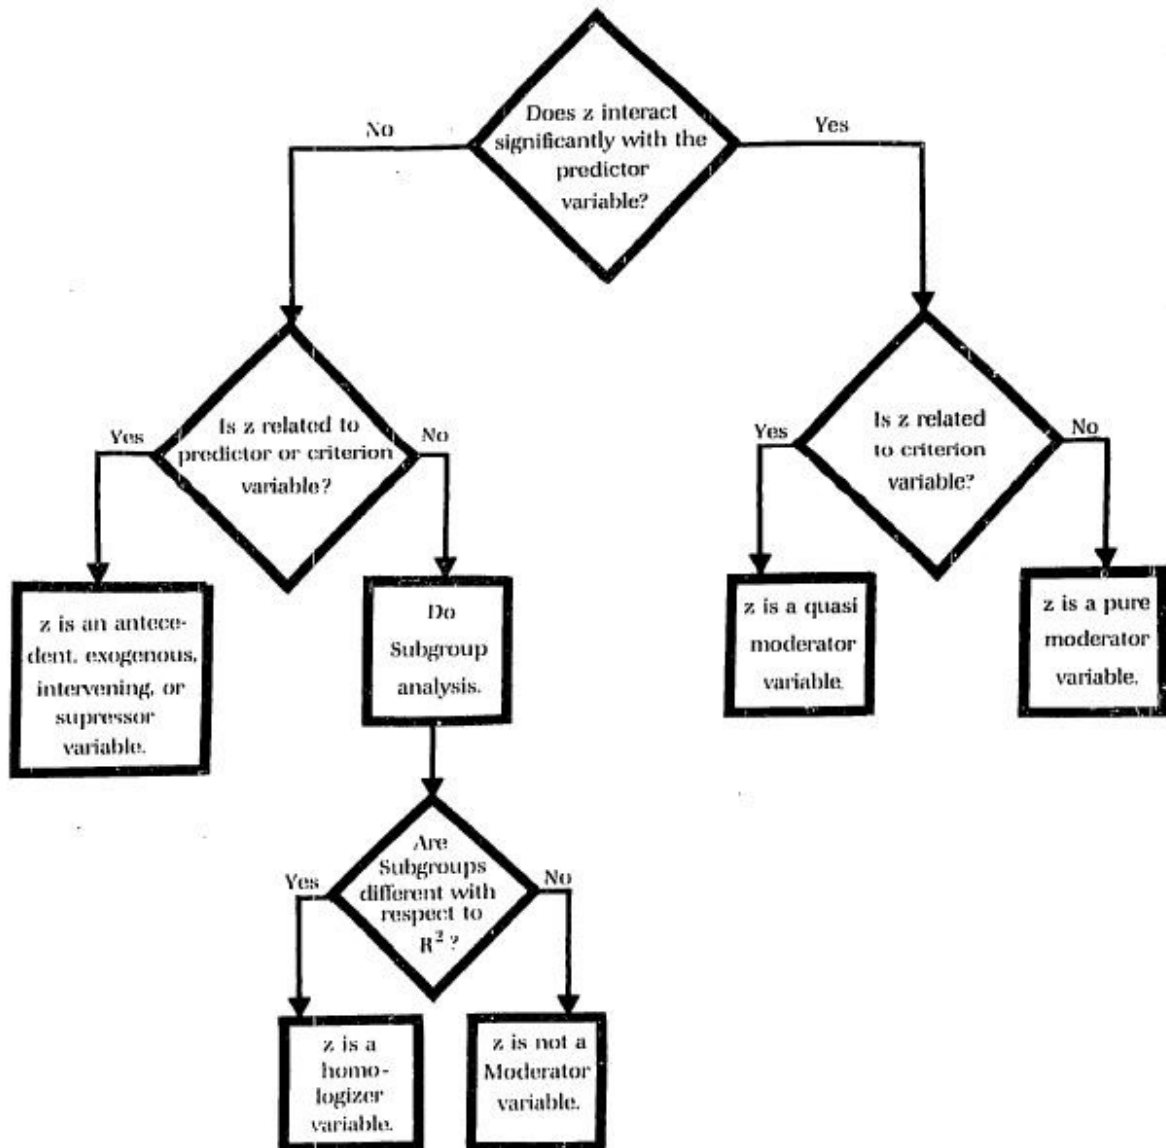 Does z interact
significantly with the
predictor
variable?
No
Yes
Is z related to
predictor or criterion
variable?
Yes
No
Is z related
to criterion
variable?
Yes
No
z is an antece-
dent, exogenous,
intervening, or
supressor
variable.
Do
Subgroup
analysis.
z is a quasi
moderator
variable.
z is a pure
moderator
variable.
Are
Subgroups
different with
respect to
R² ?
Yes
No
z is a
homo-
logizer
variable.
z is not a
Moderator
variable.